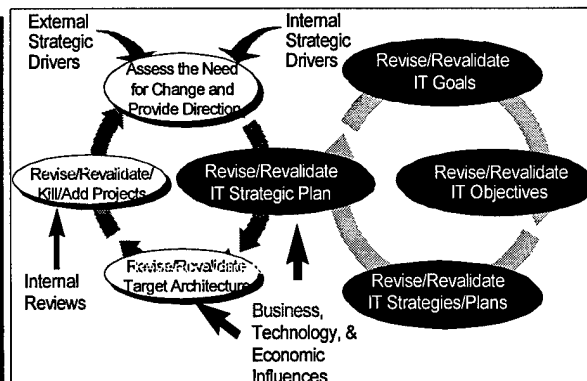 External
Strategic
Drivers
Internal
Strategic
Drivers
Assess the Need
for Change and
Provide Direction
Revise/Revalidate
IT Goals
Revise/Revalidate/
Kill/Add Projects
Revise/Revalidate
IT Strategic Plan
Revise/Revalidate
IT Objectives
Internal
Reviews
Revise/Revalidate
Target Architecture
Business,
Technology, &
Economic
Influences
Revise/Revalidate
IT Strategies/Plans